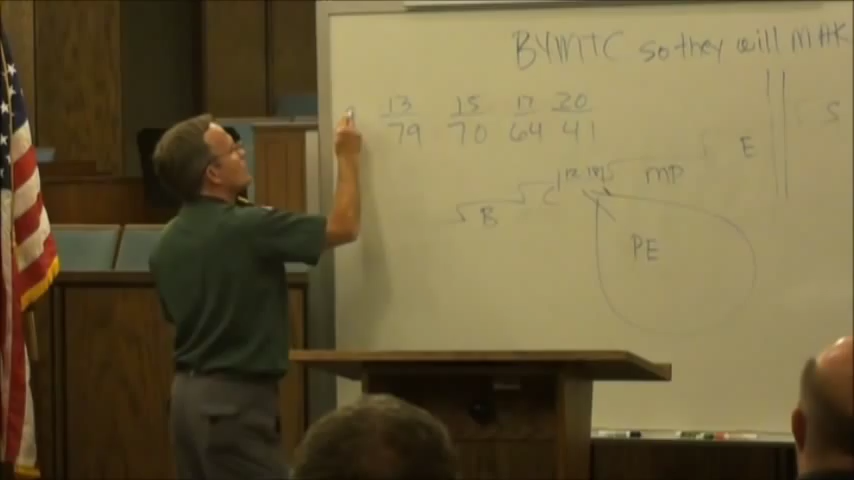 BYMTC so they will MAK
13 15 17 20
79 70 64 41
S
E
MP
C
B
PE